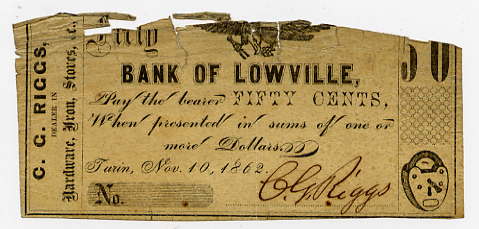 C. G. RIGGS,
DEALER IN
Hardware, Iron, Stoves, &c.,
50
BANK OF LOWVILLE,
Pay the bearer FIFTY CENTS,
When presented in sums of one or
more Dollars.
Turin, Nov. 10, 1862.
No.
C. G. Riggs